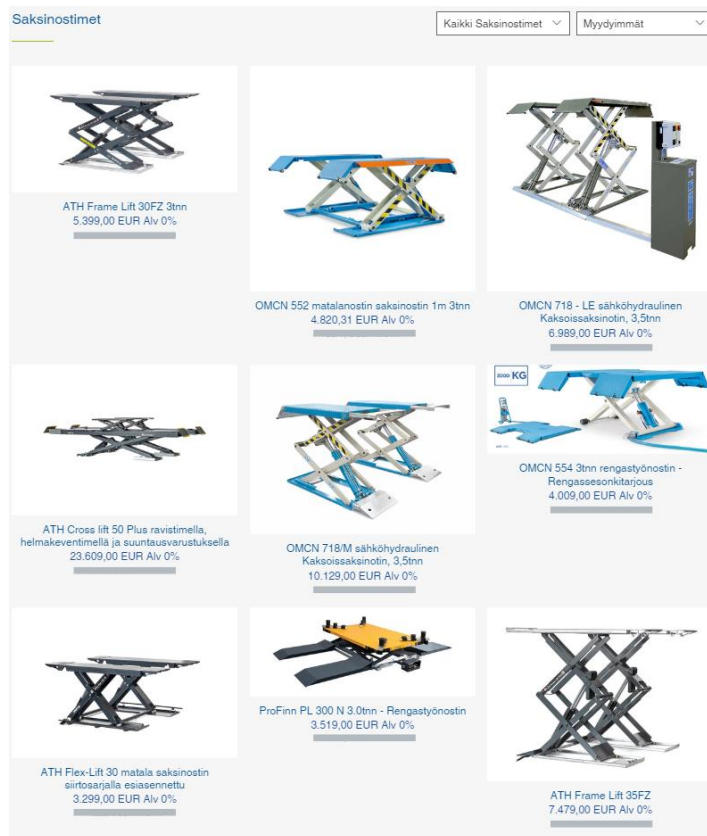 Saksinostimet
Kaikki Saksinostimet
Myydyimmät
ATH Frame Lift 30FZ 3tnn
5.399,00 EUR Alv 0%
OMCN 552 matalanostin saksinostin 1m 3tnn
4.820,31 EUR Alv 0%
OMCN 718 - LE sähköhydraulinen
Kaksoissaksinotin, 3,5tnn
6.989,00 EUR Alv 0%
ATH Cross lift 50 Plus ravistimella,
helmakeventimellä ja suuntausvarustuksella
23.609,00 EUR Alv 0%
OMCN 718/M sähköhydraulinen
Kaksoissaksinotin, 3,5tnn
10.129,00 EUR Alv 0%
KG
OMCN 554 3tnn rengastyönostin -
Rengassesonkitarjous
4.009,00 EUR Alv 0%
ATH Flex-Lift 30 matala saksinostin
siirtosarjalla esiasennettu
3.299,00 EUR Alv 0%
ProFinn PL 300 N 3.0tnn - Rengastyönostin
3.519,00 EUR Alv 0%
ATH Frame Lift 35FZ
7.479,00 EUR Alv 0%